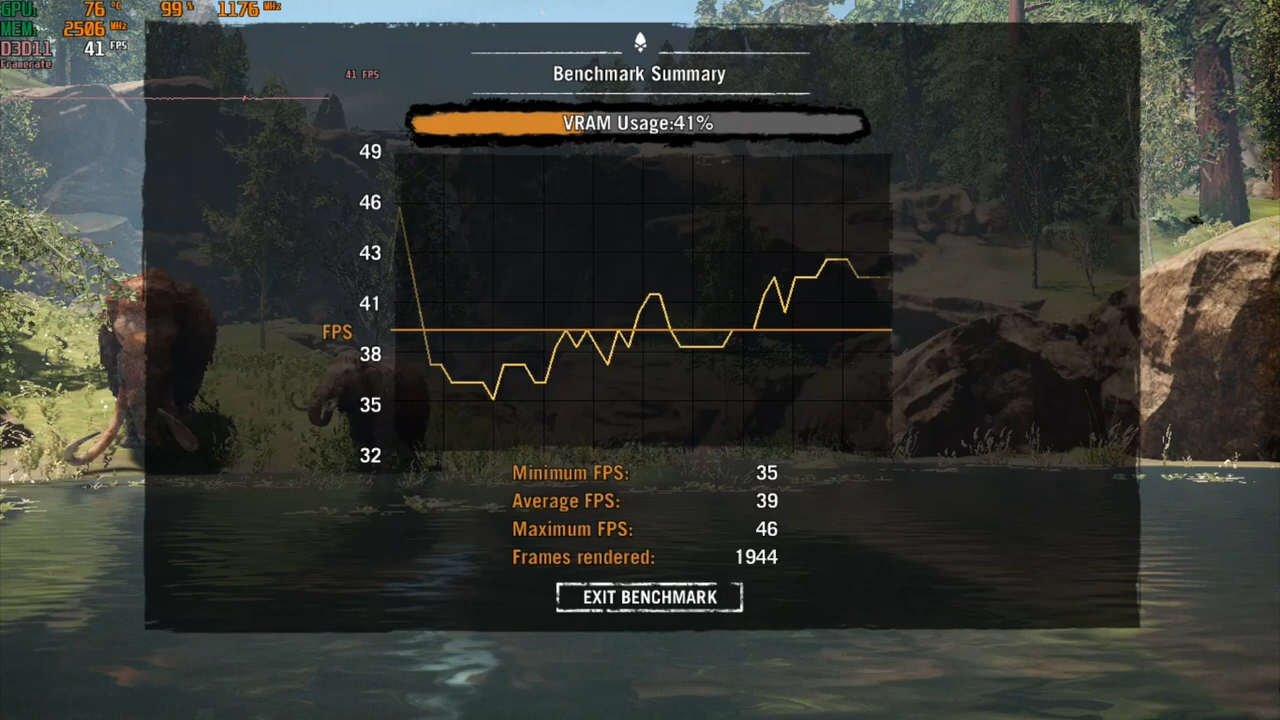 GPU: 76 °C 99 % 1176 MHz
MEM: 2506 MHz
D3D11 41 FPS
Framerate
41 FPS
Benchmark Summary
VRAM Usage:41%
49
46
43
41
FPS
38
35
32
Minimum FPS: 35
Average FPS: 39
Maximum FPS: 46
Frames rendered: 1944
EXIT BENCHMARK